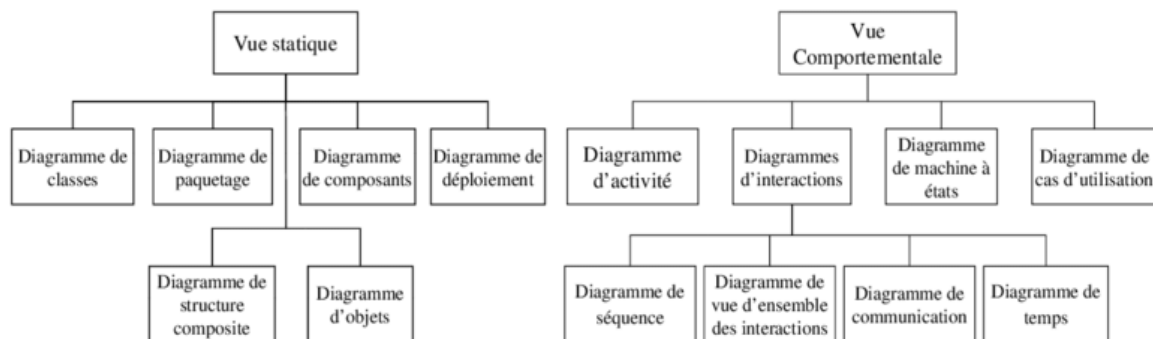 Vue statique
Vue
Comportementale
Diagramme de
classes
Diagramme de
paquetage
Diagramme
de composants
Diagramme de
déploiement
Diagramme
d’activité
Diagrammes
d’interactions
Diagramme
de machine à
états
Diagramme de
cas d’utilisation
Diagramme de
structure
composite
Diagramme
d’objets
Diagramme de
séquence
Diagramme de
vue d’ensemble
des interactions
Diagramme de
communication
Diagramme de
temps